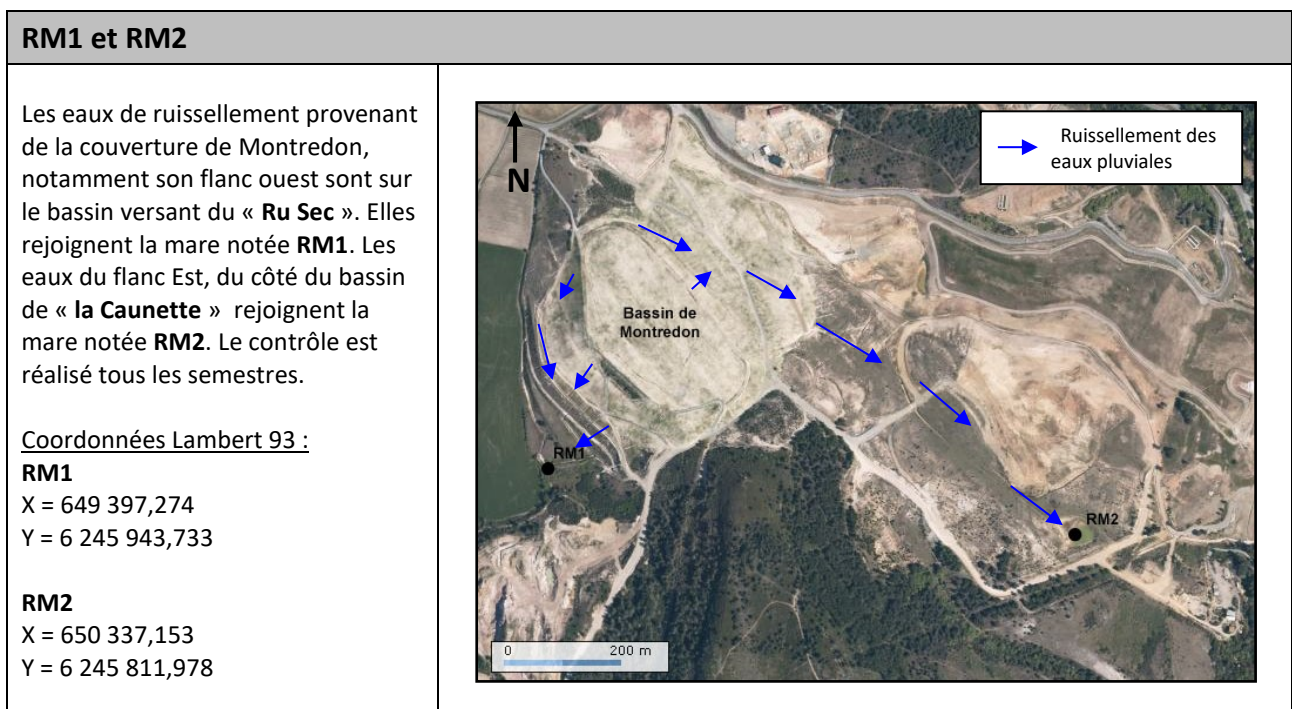 RM1 et RM2
Les eaux de ruissellement provenant
de la couverture de Montredon,
notamment son flanc ouest sont sur
le bassin versant du « Ru Sec ». Elles
rejoignent la mare notée RM1. Les
eaux du flanc Est, du côté du bassin
de « la Caunette » rejoignent la
mare notée RM2. Le contrôle est
réalisé tous les semestres.
Coordonnées Lambert 93 :
RM1
X = 649 397,274
Y = 6 245 943,733
RM2
X = 650 337,153
Y = 6 245 811,978
N
Ruissellement des
eaux pluviales
Bassin de
Montredon
RM1
RM2
0 200 m